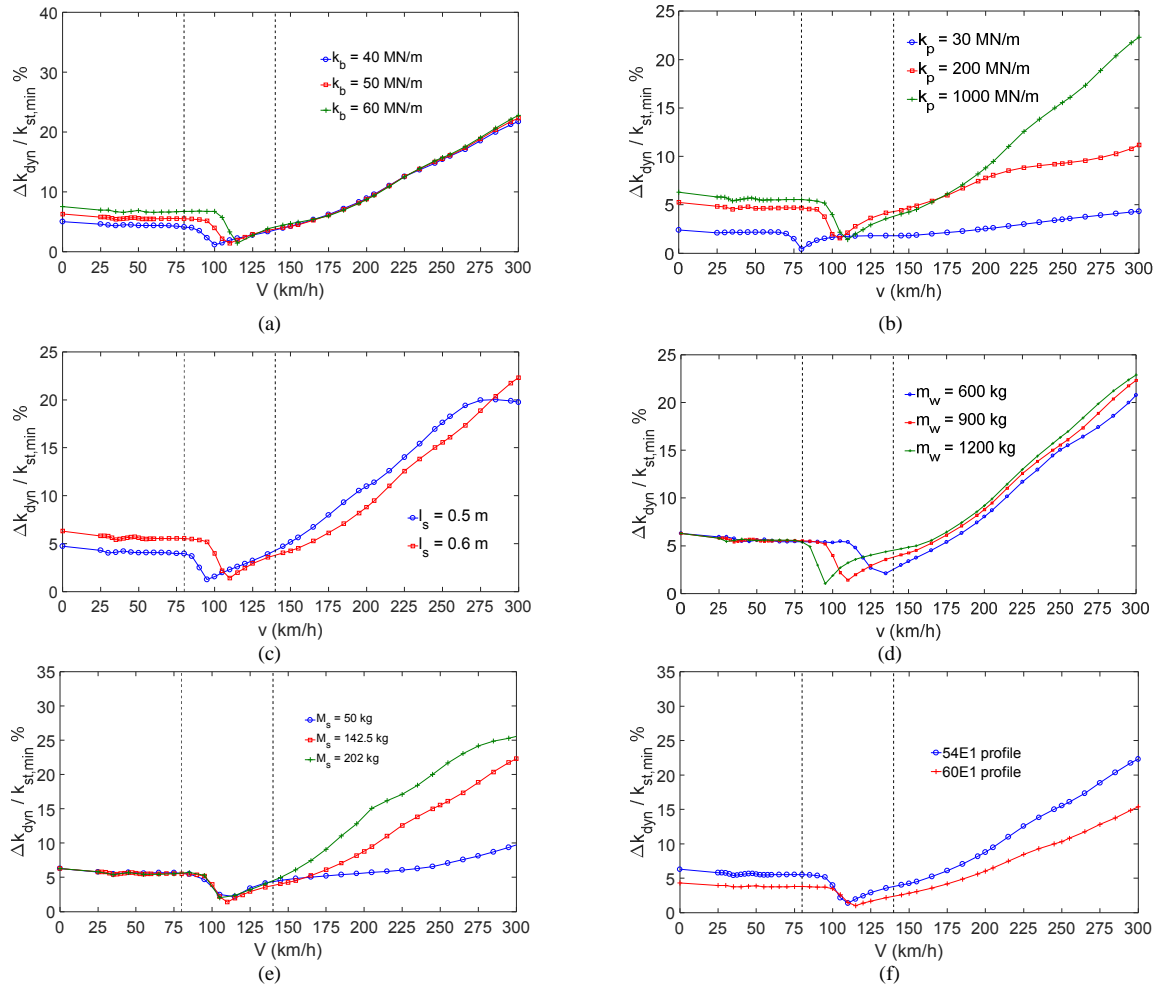 40
30
20
10
0
Δk_dyn / k_st,min %
k_b = 40 MN/m
k_b = 50 MN/m
k_b = 60 MN/m
0 25 50 75 100 125 150 175 200 225 250 275 300
V (km/h)
(a)
25
20
15
10
5
0
Δk_dyn / k_st,min %
k_p = 30 MN/m
k_p = 200 MN/m
k_p = 1000 MN/m
0 25 50 75 100 125 150 175 200 225 250 275 300
v (km/h)
(b)
25
20
15
10
5
0
Δk_dyn / k_st,min %
l_s = 0.5 m
l_s = 0.6 m
0 25 50 75 100 125 150 175 200 225 250 275 300
v (km/h)
(c)
25
20
15
10
5
0
Δk_dyn / k_st,min %
m_w = 600 kg
m_w = 900 kg
m_w = 1200 kg
0 25 50 75 100 125 150 175 200 225 250 275 300
v (km/h)
(d)
35
30
25
20
15
10
5
0
Δk_dyn / k_st,min %
M_s = 50 kg
M_s = 142.5 kg
M_s = 202 kg
0 25 50 75 100 125 150 175 200 225 250 275 300
V (km/h)
(e)
35
30
25
20
15
10
5
0
Δk_dyn / k_st,min %
54E1 profile
60E1 profile
0 25 50 75 100 125 150 175 200 225 250 275 300
V (km/h)
(f)